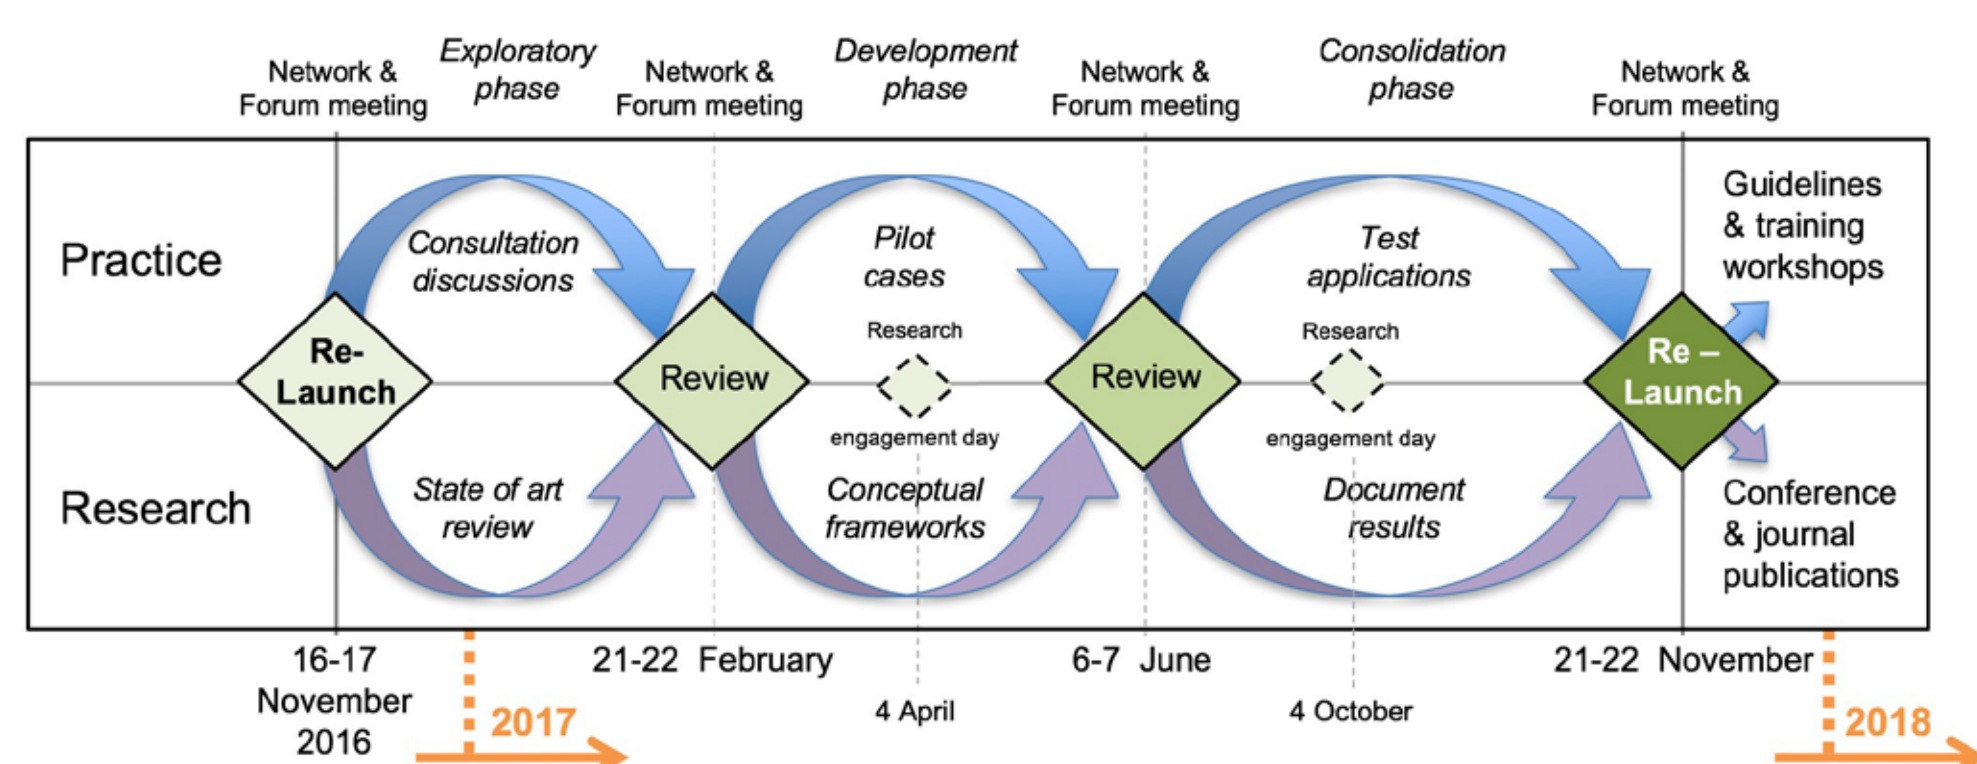 Network &
Forum meeting
Exploratory
phase
Network &
Forum meeting
Development
phase
Network &
Forum meeting
Consolidation
phase
Network &
Forum meeting
Practice
Consultation
discussions
Pilot
cases
Test
applications
Guidelines
& training
workshops
Re-
Launch
Review
Research
engagement day
Review
Research
engagement day
Re –
Launch
Research
State of art
review
Conceptual
frameworks
Document
results
Conference
& journal
publications
16-17
November
2016
2017
21-22 February
4 April
6-7 June
4 October
21-22 November
2018